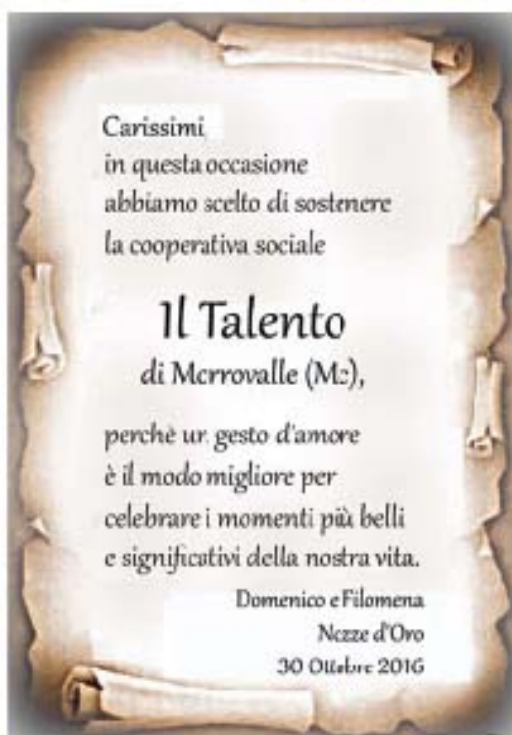 Carissimi
in questa occasione
abbiamo scelto di sostenere
la cooperativa sociale
Il Talento
di Morrovalle (Mc),
perchè un gesto d'amore
è il modo migliore per
celebrare i momenti più belli
e significativi della nostra vita.
Domenico e Filomena
Nozze d'Oro
30 Ottobre 2016